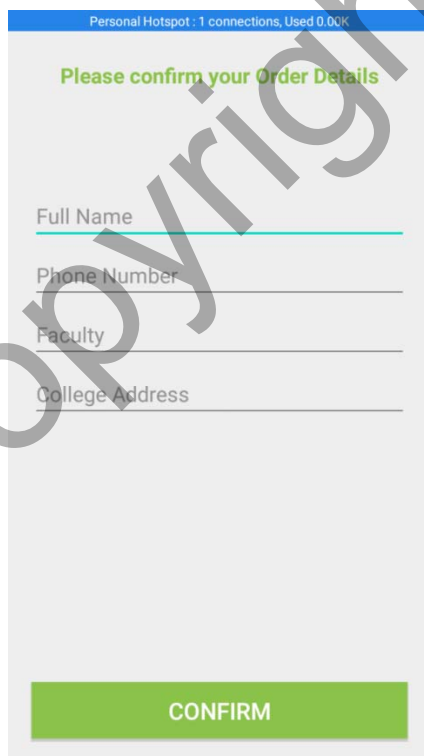 Personal Hotspot : 1 connections, Used 0.00K
Please confirm your Order Details
Full Name
Phone Number
Faculty
College Address
CONFIRM
opyrigh